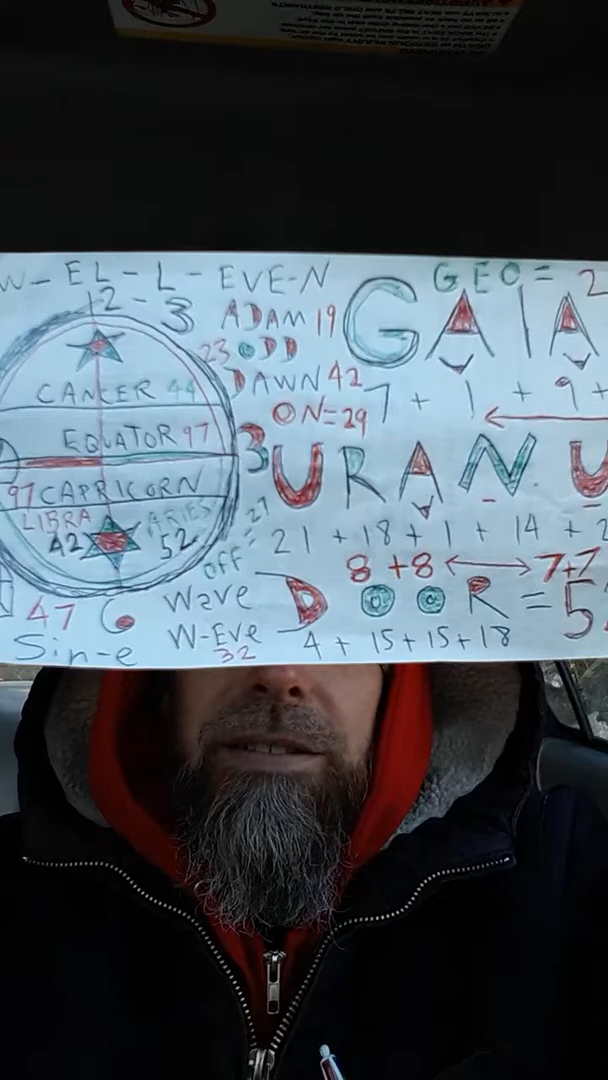 W-EL-L-EVE-N
12-3
GEO = 2
ADAM 19
GAIA
23 ODD
DAWN 42
7 + 1 + 9 +
ON=29
CANCER 44
EQUATOR 97
3
URANU
97 CAPRICORN
LIBRA
42
ARIES
52
OFF = 27
21 + 18 + 1 + 14 + 2
8+8 ↔ 7+7
47
Wave
DOOR = 5
W-Eve
32
4 + 15 + 15 + 18
Sin-e